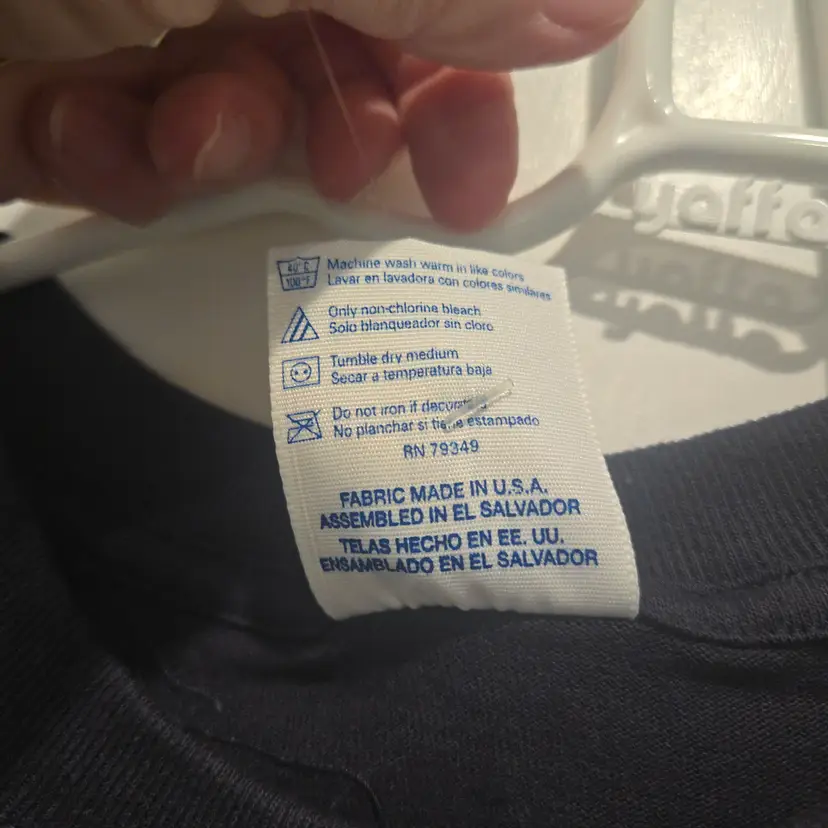 40°C
100°F
Machine wash warm in like colors
Lavar en lavadora con colores similares
Only non-chlorine bleach
Solo blanqueador sin cloro
Tumble dry medium
Secar a temperatura baja
Do not iron if decorated
No planchar si tiene estampado
RN 79349
FABRIC MADE IN U.S.A.
ASSEMBLED IN EL SALVADOR
TELAS HECHO EN EE. UU.
ENSAMBLADO EN EL SALVADOR